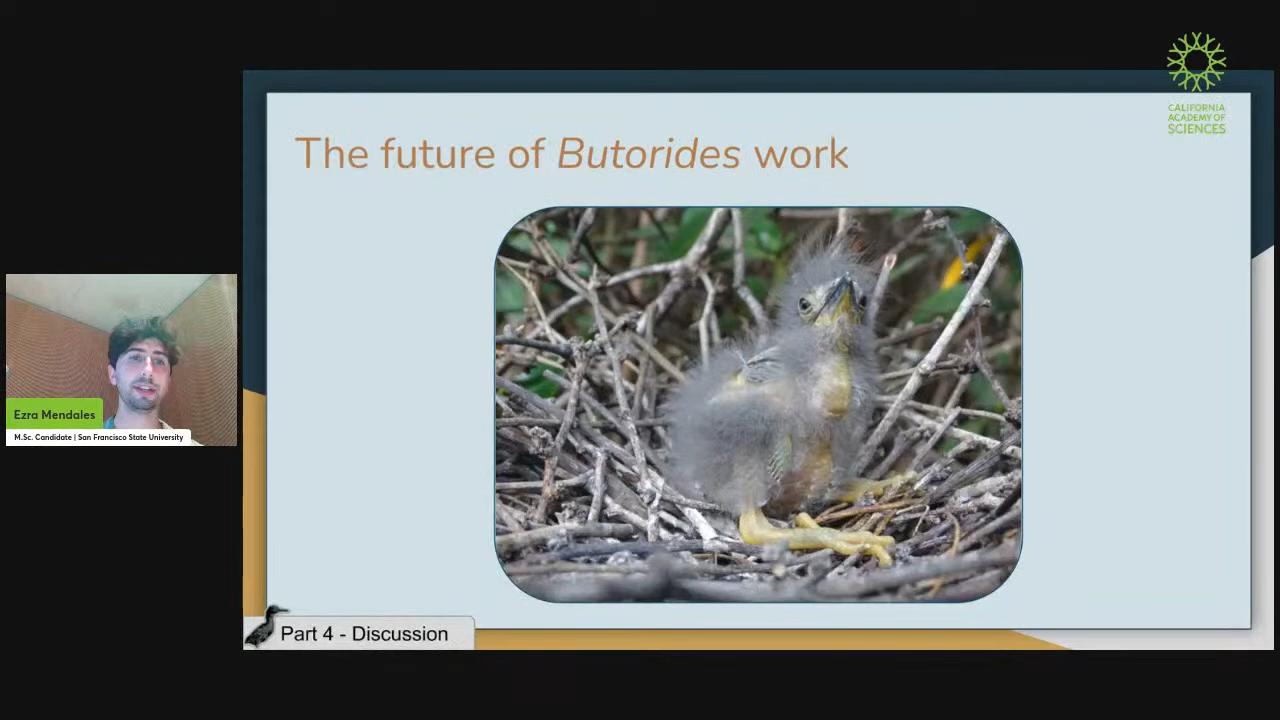 CALIFORNIA
ACADEMY OF
SCIENCES
The future of Butorides work
Ezra Mendales
M.Sc. Candidate | San Francisco State University
Part 4 - Discussion